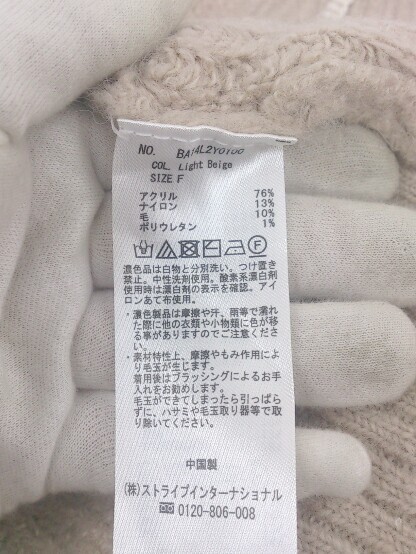 NO.
COL. Light Beige
SIZE F
アクリル 76%
ナイロン 13%
毛 10%
ポリウレタン 1%
濃色品は白物と分別洗い。つけ置き
禁止。中性洗剤使用。酸素系漂白剤
使用時は漂白剤の表示を確認。アイ
ロンあて布使用。
・濃色製品は摩擦や汗、雨等で濡れ
た際に他の衣類や小物類に色が移
る事がありますのでご注意くださ
い。
・素材特性上、摩擦やもみ作用によ
り毛玉が生じます。
着用後はブラッシングによるお手
入れをお勧めします。
毛玉ができてしまったら引っぱら
ずに、ハサミや毛玉取り器等で取
り除いてください。
中国製
(株)ストライプインターナショナル
0120-806-008